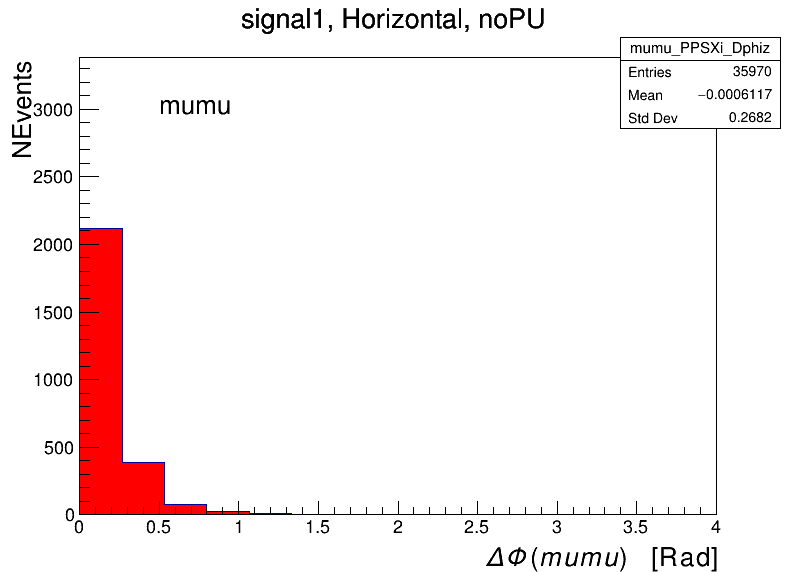 signal1, Horizontal, noPU
mumu_PPSXi_Dphiz
Entries 35970
Mean −0.0006117
Std Dev 0.2682
NEvents
mumu
3000
2500
2000
1500
1000
500
0
0 0.5 1 1.5 2 2.5 3 3.5 4
ΔΦ(mumu) [Rad]